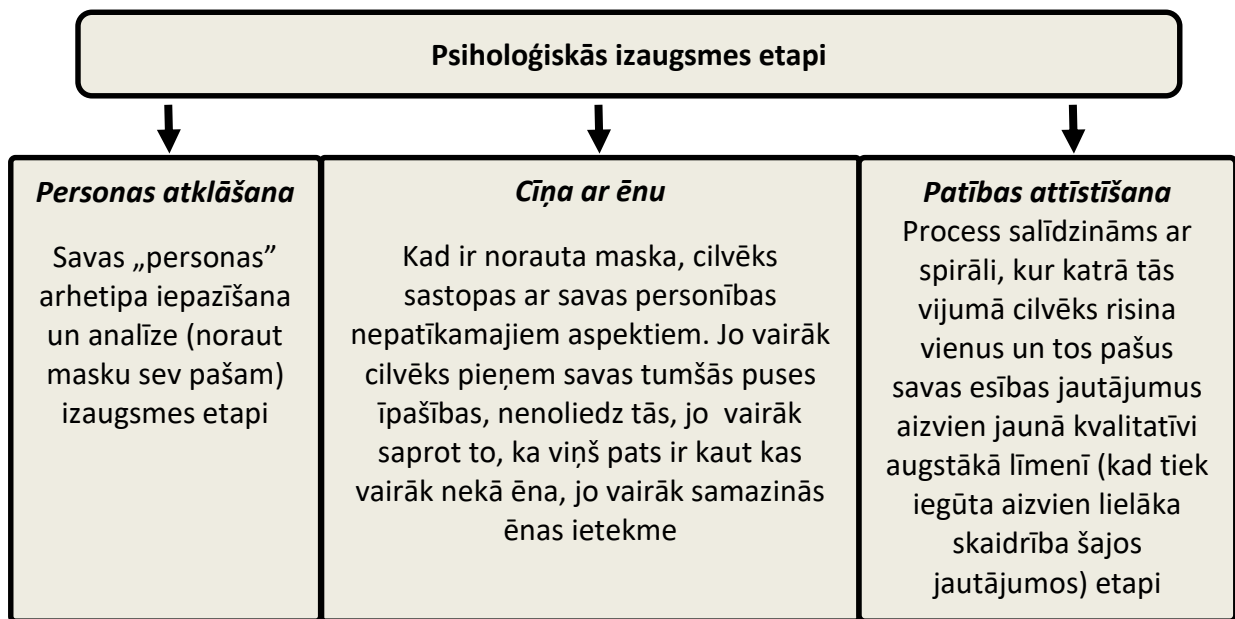 Psiholoģiskās izaugsmes etapi
Personas atklāšana
Savas „personas”
arhetipa iepazīšana
un analīze (noraut
masku sev pašam)
izaugsmes etapi
Cīņa ar ēnu
Kad ir norauta maska, cilvēks
sastopas ar savas personības
nepatīkamajiem aspektiem. Jo vairāk
cilvēks pieņem savas tumšās puses
īpašības, nenoliedz tās, jo vairāk
saprot to, ka viņš pats ir kaut kas
vairāk nekā ēna, jo vairāk samazinās
ēnas ietekme
Patības attīstīšana
Process salīdzināms ar
spirāli, kur katrā tās
vijumā cilvēks risina
vienus un tos pašus
savas esības jautājumus
aizvien jaunā kvalitatīvi
augstākā līmenī (kad tiek
iegūta aizvien lielāka
skaidrība šajos
jautājumos) etapi